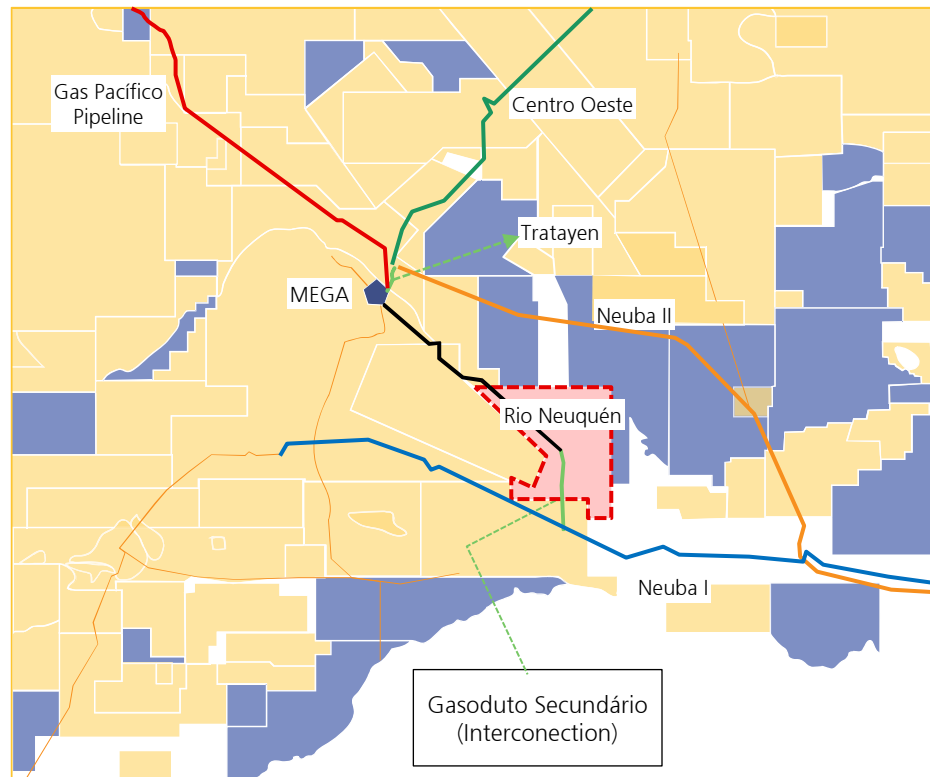 Gas Pacífico
Pipeline
Centro Oeste
Tratayen
MEGA
Neuba II
Rio Neuquén
Neuba I
Gasoduto Secundário
(Interconection)